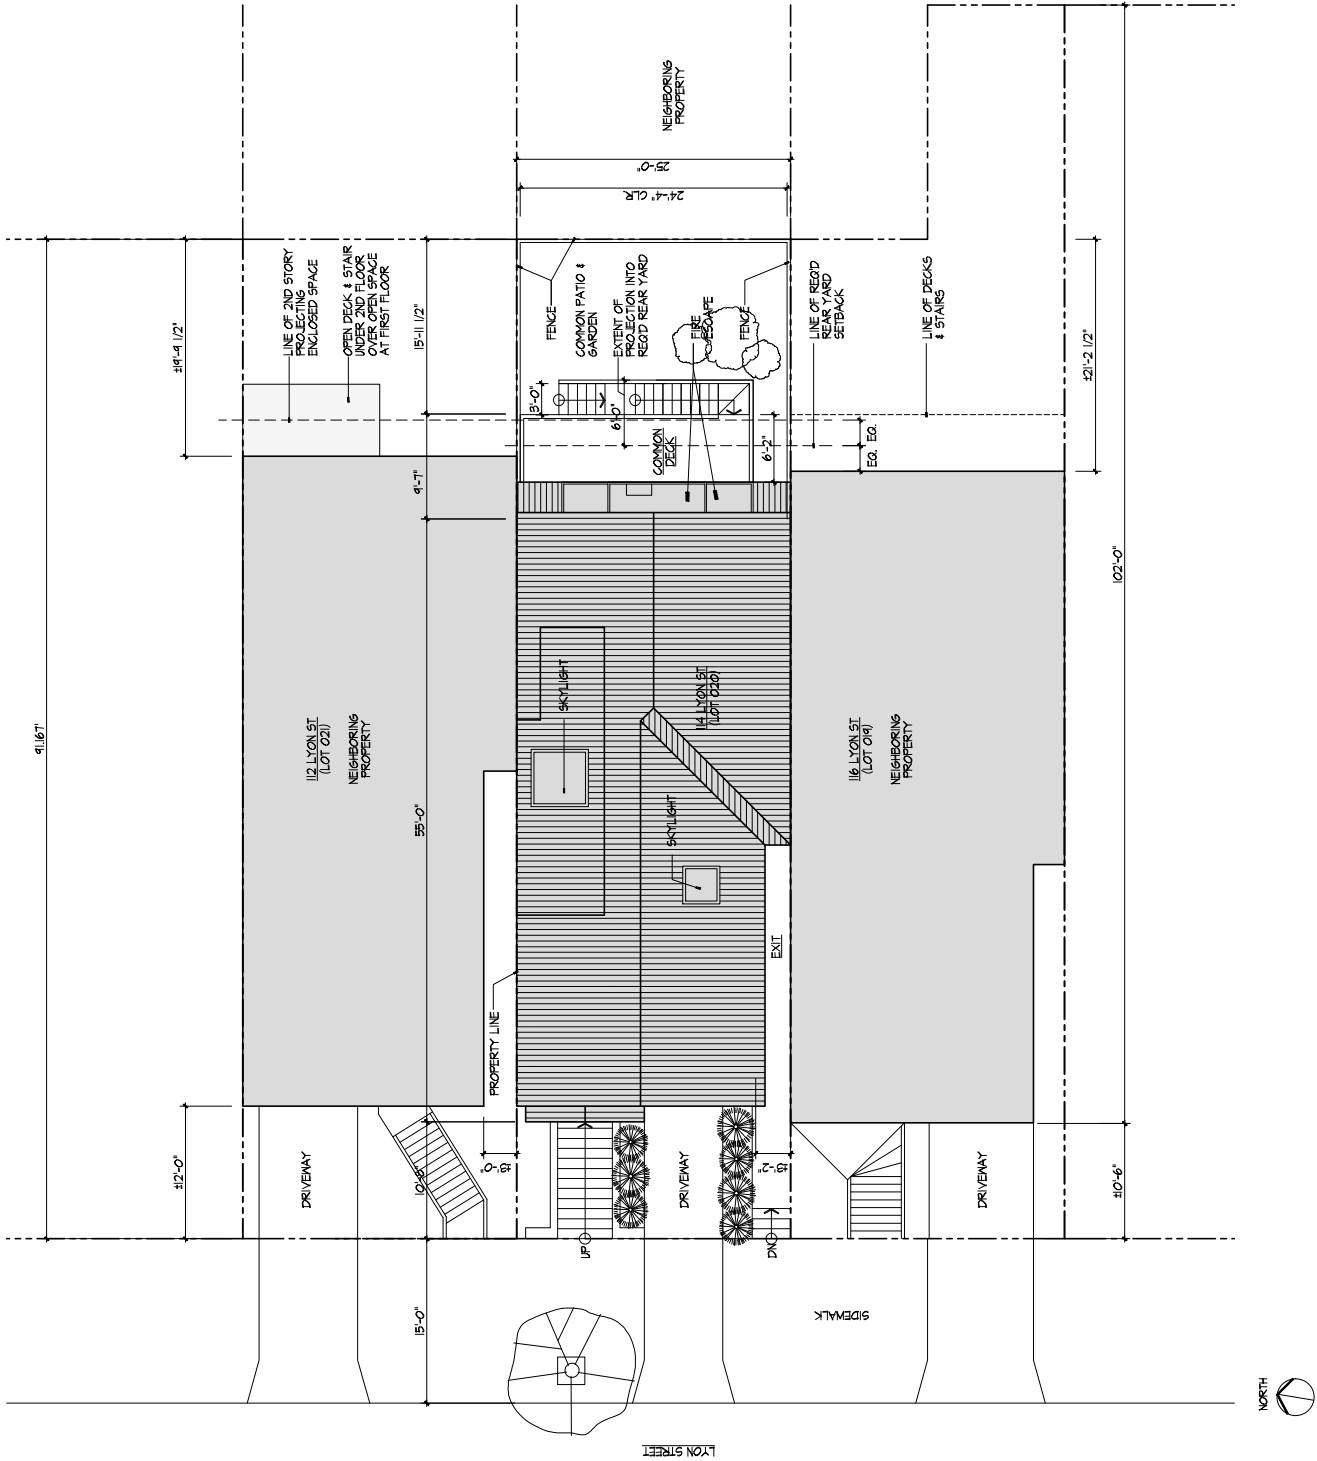 NEIGHBORING
PROPERTY
25'-0"
24'-4" CLR.
LINE OF 2ND STORY
PROJECTING
ENCLOSED SPACE
OPEN DECK & STAIR
UNDER 2ND FLOOR
OVER OPEN SPACE
AT FIRST FLOOR
FENCE
COMMON PATIO &
GARDEN
EXTENT OF
PROJECTION INTO
REQ'D REAR YARD
FIRE
ESCAPE
FENCE
LINE OF REQ'D
REAR YARD
SETBACK
LINE OF DECKS
& STAIRS
±19'-9 1/2"
15'-11 1/2"
±21'-2 1/2"
3'-0"
6'-0"
COMMON
DECK
6'-2"
EQ.
EQ.
9'-7"
102'-0"
91.167'
112 LYON ST
(LOT 021)
NEIGHBORING
PROPERTY
SKYLIGHT
114 LYON ST
(LOT 020)
116 LYON ST
(LOT 019)
NEIGHBORING
PROPERTY
55'-0"
SKYLIGHT
EXIT
PROPERTY LINE
±12'-0"
DRIVEWAY
10'-8"
±3'-0"
DRIVEWAY
±3'-2"
DRIVEWAY
±10'-6"
UP
DN
15'-0"
SIDEWALK
LYON STREET
NORTH